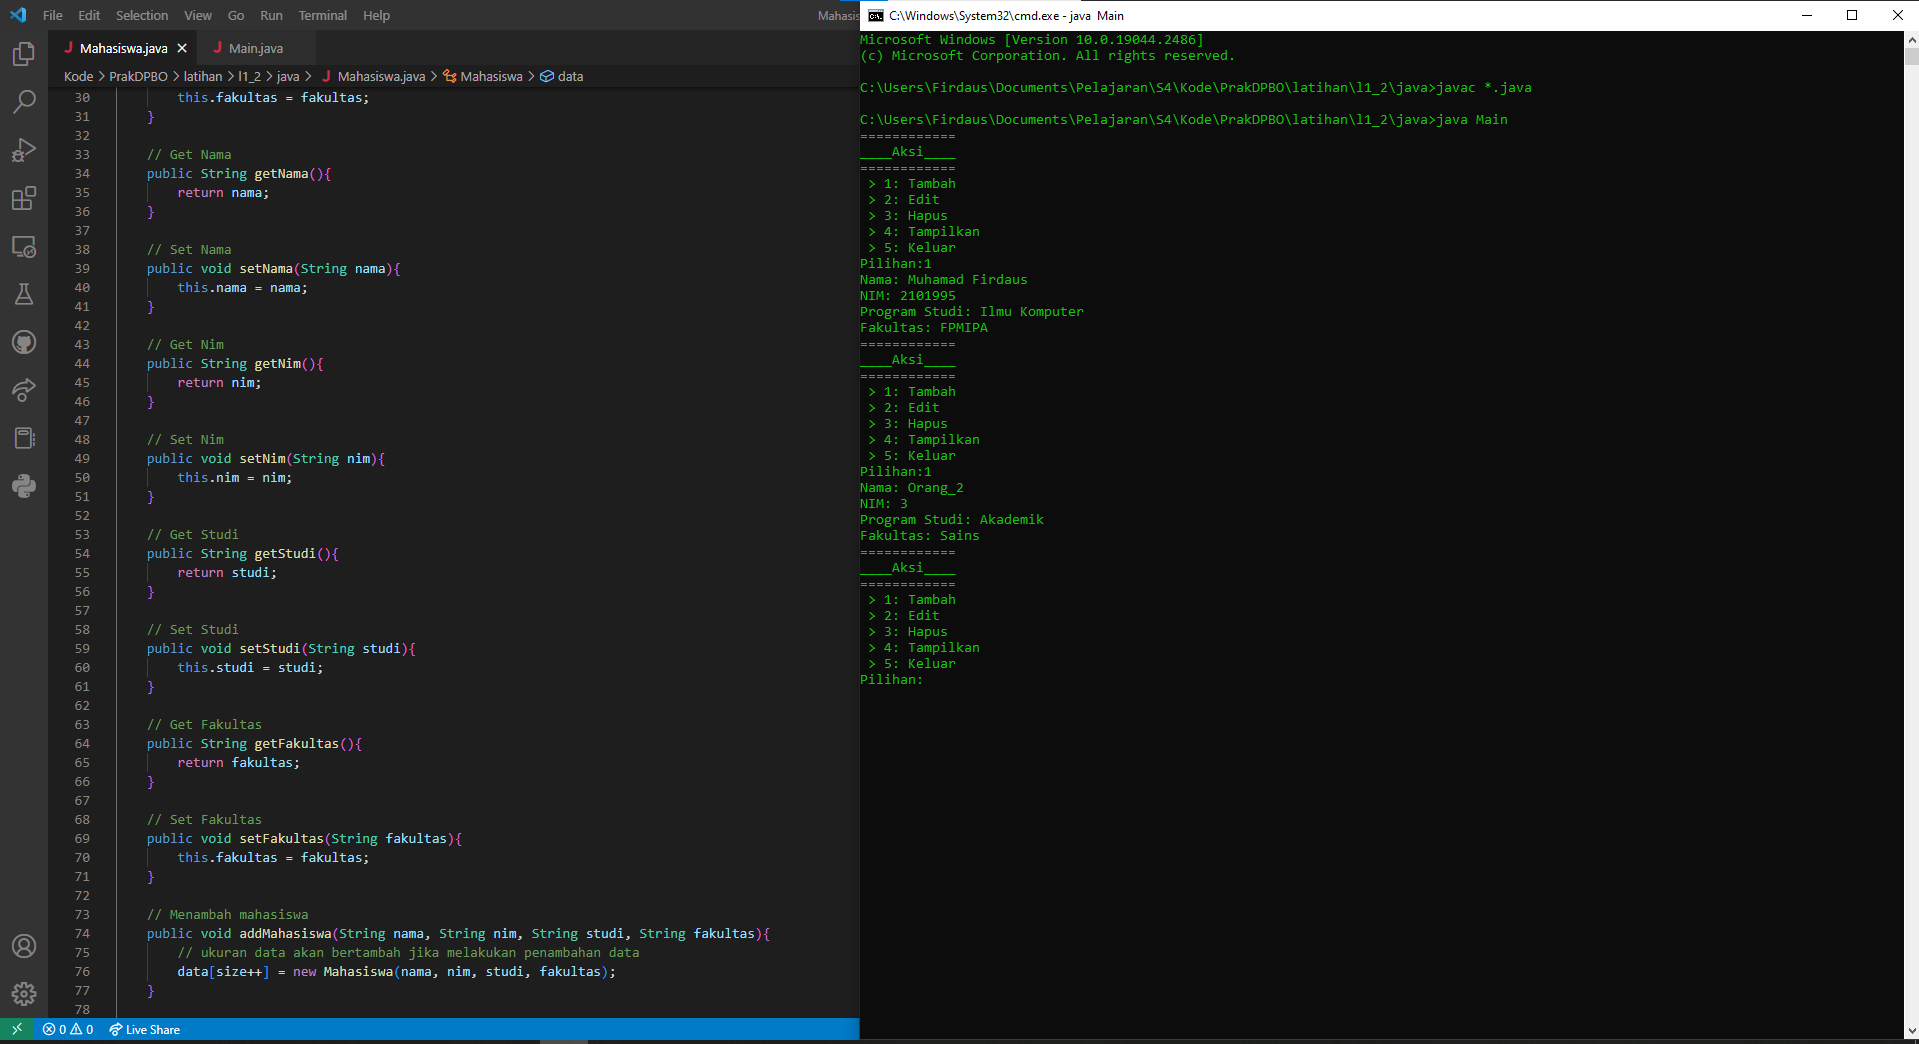 File Edit Selection View Go Run Terminal Help
Mahasis
Mahasiswa.java
Main.java
Kode > PrakDPBO > latihan > l1_2 > java > Mahasiswa.java > Mahasiswa > data
30 this.fakultas = fakultas;
31 }
32
33 // Get Nama
34 public String getNama(){
35 return nama;
36 }
37
38 // Set Nama
39 public void setNama(String nama){
40 this.nama = nama;
41 }
42
43 // Get Nim
44 public String getNim(){
45 return nim;
46 }
47
48 // Set Nim
49 public void setNim(String nim){
50 this.nim = nim;
51 }
52
53 // Get Studi
54 public String getStudi(){
55 return studi;
56 }
57
58 // Set Studi
59 public void setStudi(String studi){
60 this.studi = studi;
61 }
62
63 // Get Fakultas
64 public String getFakultas(){
65 return fakultas;
66 }
67
68 // Set Fakultas
69 public void setFakultas(String fakultas){
70 this.fakultas = fakultas;
71 }
72
73 // Menambah mahasiswa
74 public void addMahasiswa(String nama, String nim, String studi, String fakultas){
75 // ukuran data akan bertambah jika melakukan penambahan data
76 data[size++] = new Mahasiswa(nama, nim, studi, fakultas);
77 }
78
0 0 Live Share
C:\Windows\System32\cmd.exe - java Main
Microsoft Windows [Version 10.0.19044.2486]
(c) Microsoft Corporation. All rights reserved.
C:\Users\Firdaus\Documents\Pelajaran\S4\Kode\PrakDPBO\latihan\l1_2\java>javac *.java
C:\Users\Firdaus\Documents\Pelajaran\S4\Kode\PrakDPBO\latihan\l1_2\java>java Main
============
____Aksi____
============
> 1: Tambah
> 2: Edit
> 3: Hapus
> 4: Tampilkan
> 5: Keluar
Pilihan:1
Nama: Muhamad Firdaus
NIM: 2101995
Program Studi: Ilmu Komputer
Fakultas: FPMIPA
============
____Aksi____
============
> 1: Tambah
> 2: Edit
> 3: Hapus
> 4: Tampilkan
> 5: Keluar
Pilihan:1
Nama: Orang_2
NIM: 3
Program Studi: Akademik
Fakultas: Sains
============
____Aksi____
============
> 1: Tambah
> 2: Edit
> 3: Hapus
> 4: Tampilkan
> 5: Keluar
Pilihan: